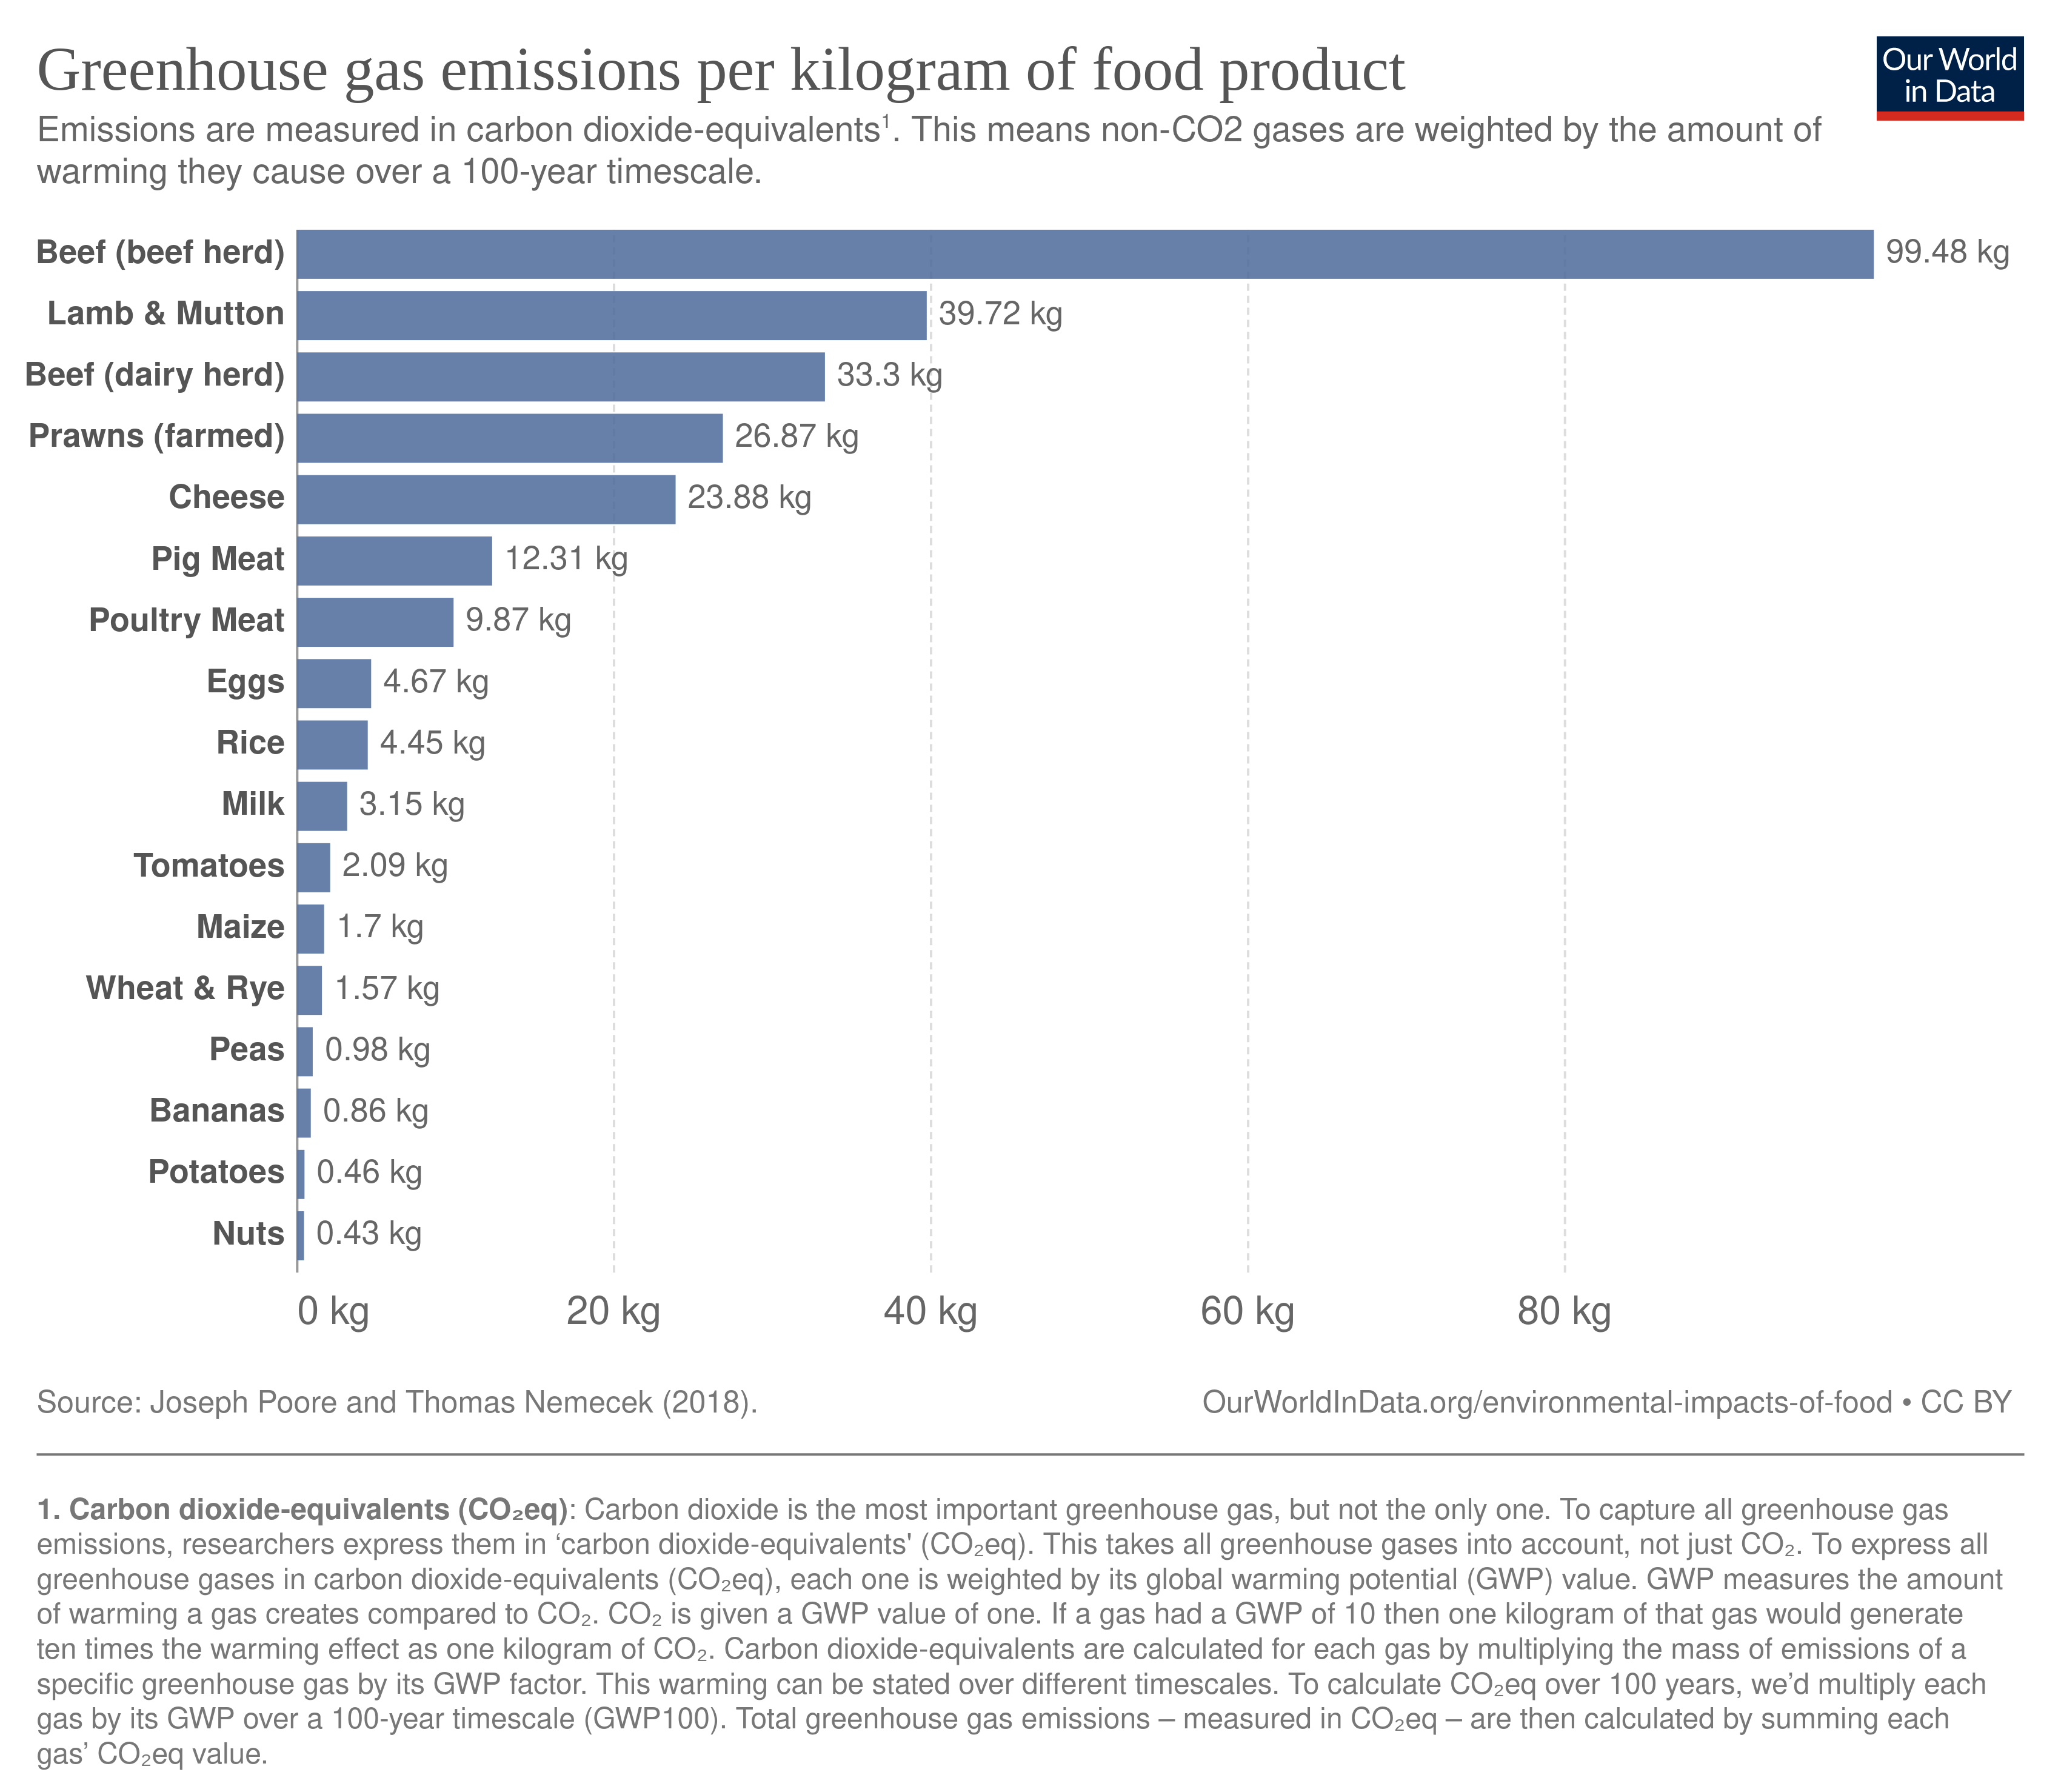 Greenhouse gas emissions per kilogram of food product
Our World
in Data
Emissions are measured in carbon dioxide-equivalents¹. This means non-CO2 gases are weighted by the amount of
warming they cause over a 100-year timescale.
Beef (beef herd) 99.48 kg
Lamb & Mutton 39.72 kg
Beef (dairy herd) 33.3 kg
Prawns (farmed) 26.87 kg
Cheese 23.88 kg
Pig Meat 12.31 kg
Poultry Meat 9.87 kg
Eggs 4.67 kg
Rice 4.45 kg
Milk 3.15 kg
Tomatoes 2.09 kg
Maize 1.7 kg
Wheat & Rye 1.57 kg
Peas 0.98 kg
Bananas 0.86 kg
Potatoes 0.46 kg
Nuts 0.43 kg
0 kg 20 kg 40 kg 60 kg 80 kg
Source: Joseph Poore and Thomas Nemecek (2018). OurWorldInData.org/environmental-impacts-of-food • CC BY
1. Carbon dioxide-equivalents (CO₂eq): Carbon dioxide is the most important greenhouse gas, but not the only one. To capture all greenhouse gas
emissions, researchers express them in ‘carbon dioxide-equivalents' (CO₂eq). This takes all greenhouse gases into account, not just CO₂. To express all
greenhouse gases in carbon dioxide-equivalents (CO₂eq), each one is weighted by its global warming potential (GWP) value. GWP measures the amount
of warming a gas creates compared to CO₂. CO₂ is given a GWP value of one. If a gas had a GWP of 10 then one kilogram of that gas would generate
ten times the warming effect as one kilogram of CO₂. Carbon dioxide-equivalents are calculated for each gas by multiplying the mass of emissions of a
specific greenhouse gas by its GWP factor. This warming can be stated over different timescales. To calculate CO₂eq over 100 years, we’d multiply each
gas by its GWP over a 100-year timescale (GWP100). Total greenhouse gas emissions – measured in CO₂eq – are then calculated by summing each
gas’ CO₂eq value.